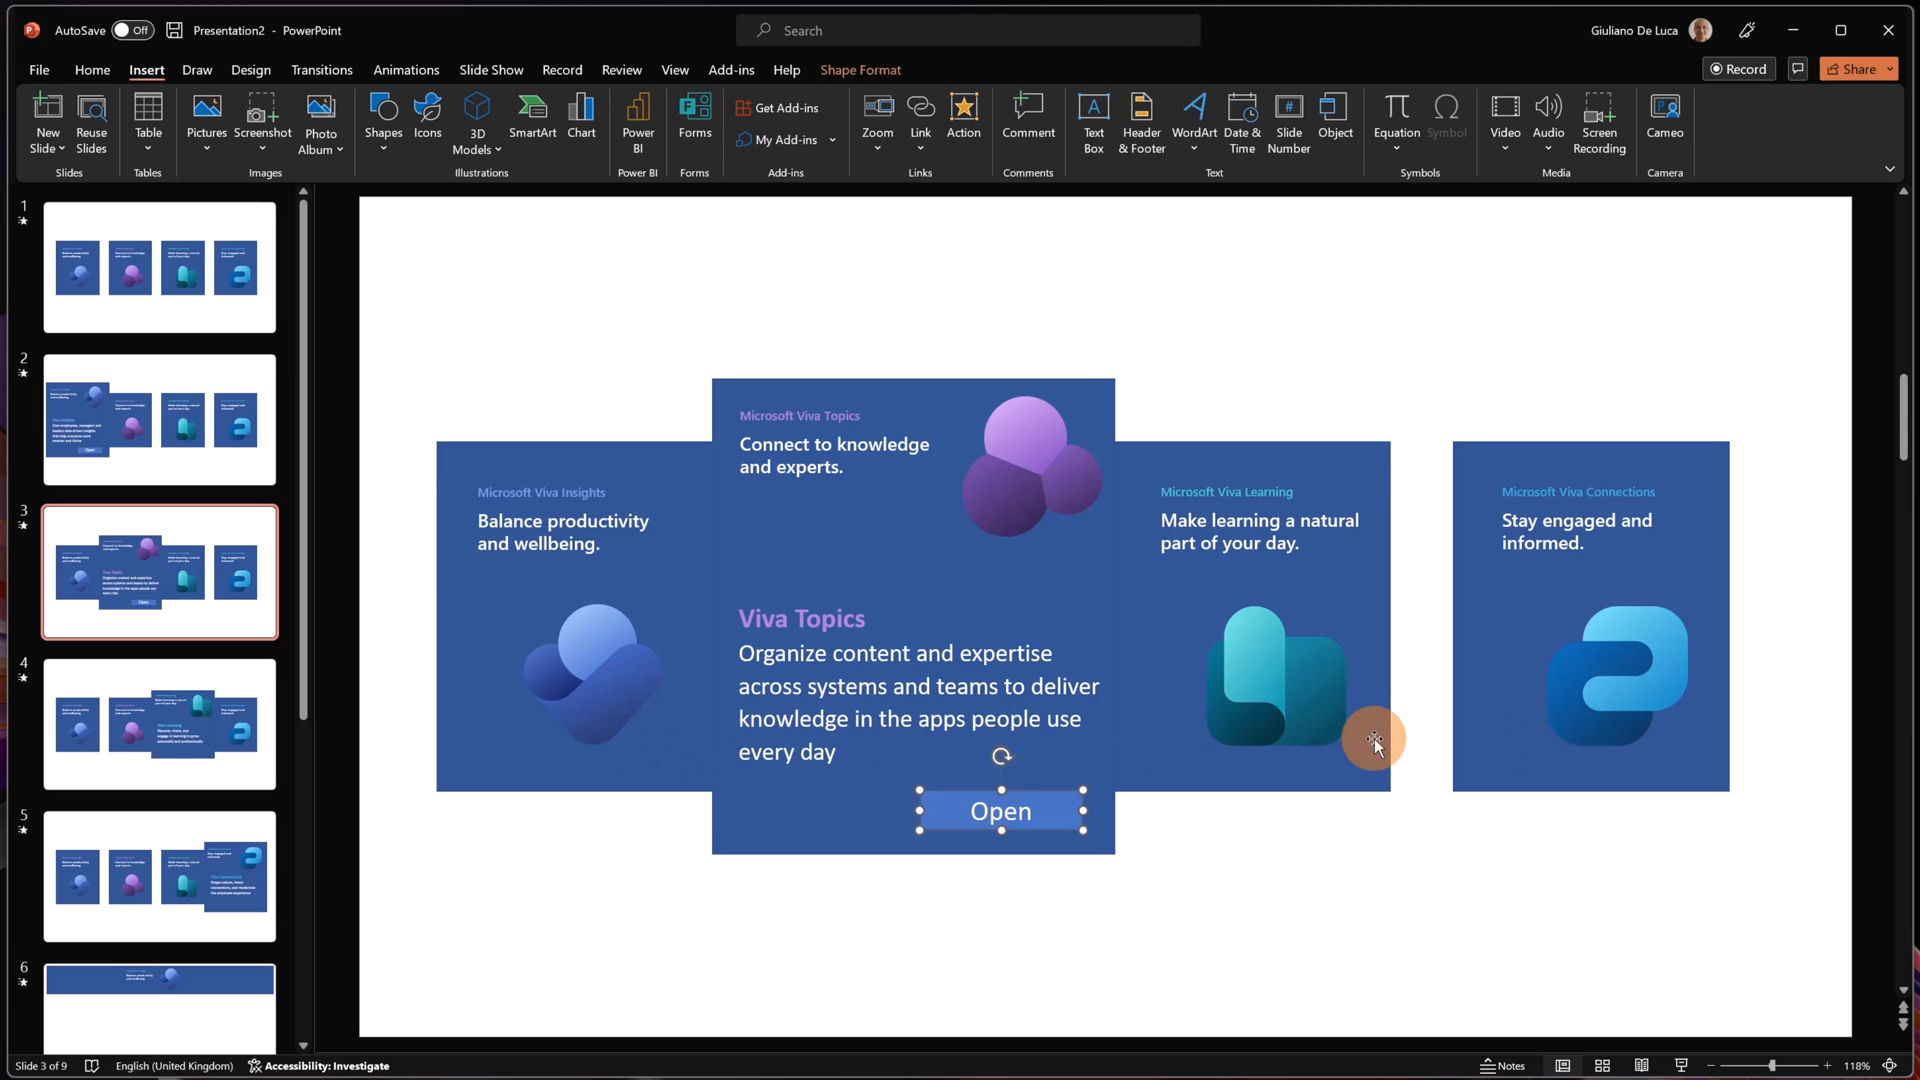 AutoSave Off Presentation2 - PowerPoint Search Giuliano De Luca
File Home Insert Draw Design Transitions Animations Slide Show Record Review View Add-ins Help Shape Format Record Share
New Slide
Reuse Slides
Table
Pictures
Screenshot
Photo Album
Shapes
Icons
3D Models
SmartArt
Chart
Power BI
Forms
Get Add-ins
My Add-ins
Zoom
Link
Action
Comment
Text Box
Header & Footer
WordArt
Date & Time
Slide Number
Object
Equation
Symbol
Video
Audio
Screen Recording
Cameo
Slides Tables Images Illustrations Power BI Forms Add-ins Links Comments Text Symbols Media Camera
1
2
3
4
5
6
Microsoft Viva Insights
Balance productivity
and wellbeing.
Microsoft Viva Topics
Connect to knowledge
and experts.
Viva Topics
Organize content and expertise
across systems and teams to deliver
knowledge in the apps people use
every day
Open
Microsoft Viva Learning
Make learning a natural
part of your day.
Microsoft Viva Connections
Stay engaged and
informed.
Slide 3 of 9 English (United Kingdom) Accessibility: Investigate Notes 118%